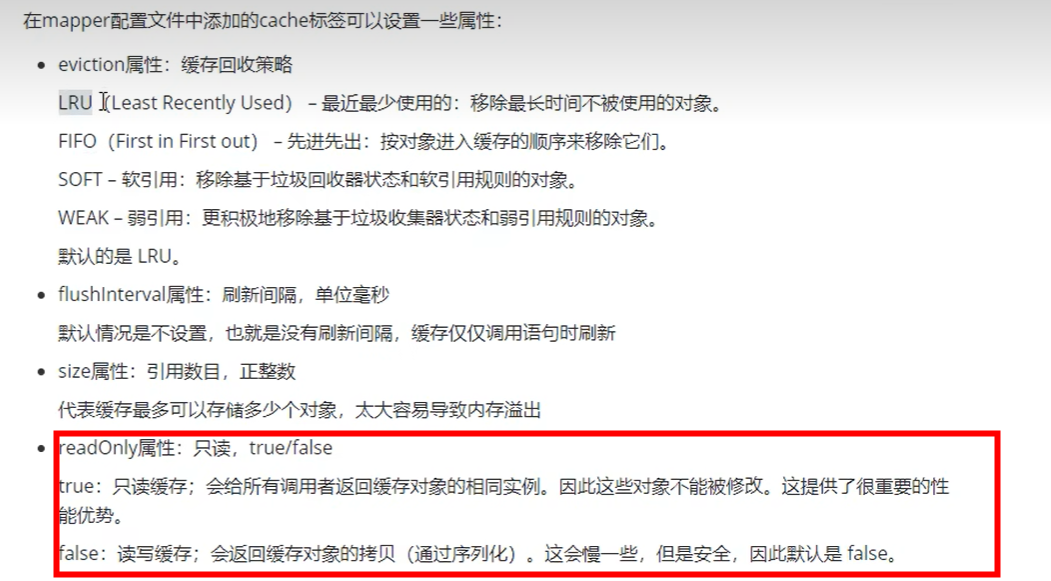 在mapper配置文件中添加的cache标签可以设置一些属性：
eviction属性：缓存回收策略
LRU（Least Recently Used） – 最近最少使用的：移除最长时间不被使用的对象。
FIFO（First in First out） – 先进先出：按对象进入缓存的顺序来移除它们。
SOFT – 软引用：移除基于垃圾回收器状态和软引用规则的对象。
WEAK – 弱引用：更积极地移除基于垃圾收集器状态和弱引用规则的对象。
默认的是 LRU。
flushInterval属性：刷新间隔，单位毫秒
默认情况是不设置，也就是没有刷新间隔，缓存仅仅调用语句时刷新
size属性：引用数目，正整数
代表缓存最多可以存储多少个对象，太大容易导致内存溢出
readOnly属性：只读，true/false
true：只读缓存；会给所有调用者返回缓存对象的相同实例。因此这些对象不能被修改。这提供了很重要的性
能优势。
false：读写缓存；会返回缓存对象的拷贝（通过序列化）。这会慢一些，但是安全，因此默认是 false。